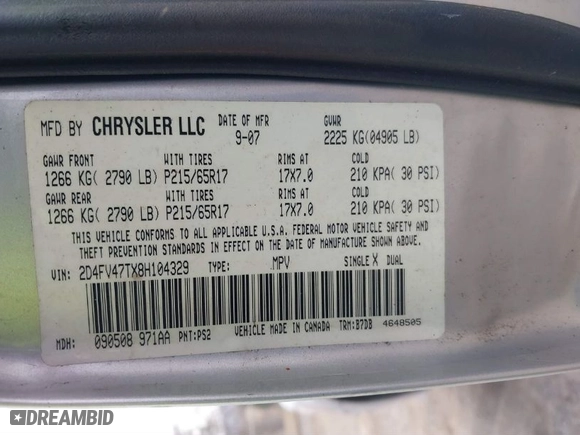 MFD BY CHRYSLER LLC DATE OF MFR 9-07 GVWR 2225 KG(04905 LB)
GAWR FRONT WITH TIRES RIMS AT COLD
1266 KG( 2790 LB) P215/65R17 17X7.0 210 KPA( 30 PSI)
GAWR REAR WITH TIRES RIMS AT COLD
1266 KG( 2790 LB) P215/65R17 17X7.0 210 KPA( 30 PSI)
THIS VEHICLE CONFORMS TO ALL APPLICABLE U.S.A. FEDERAL MOTOR VEHICLE SAFETY AND
THEFT PREVENTION STANDARDS IN EFFECT ON THE DATE OF MANUFACTURE SHOWN ABOVE.
VIN: 2D4FV47TX8H104329 TYPE: MPV SINGLE X DUAL
MDH: 090508 971AA PNT:PS2 VEHICLE MADE IN CANADA TRM:B7DB 4648505
DREAMBID